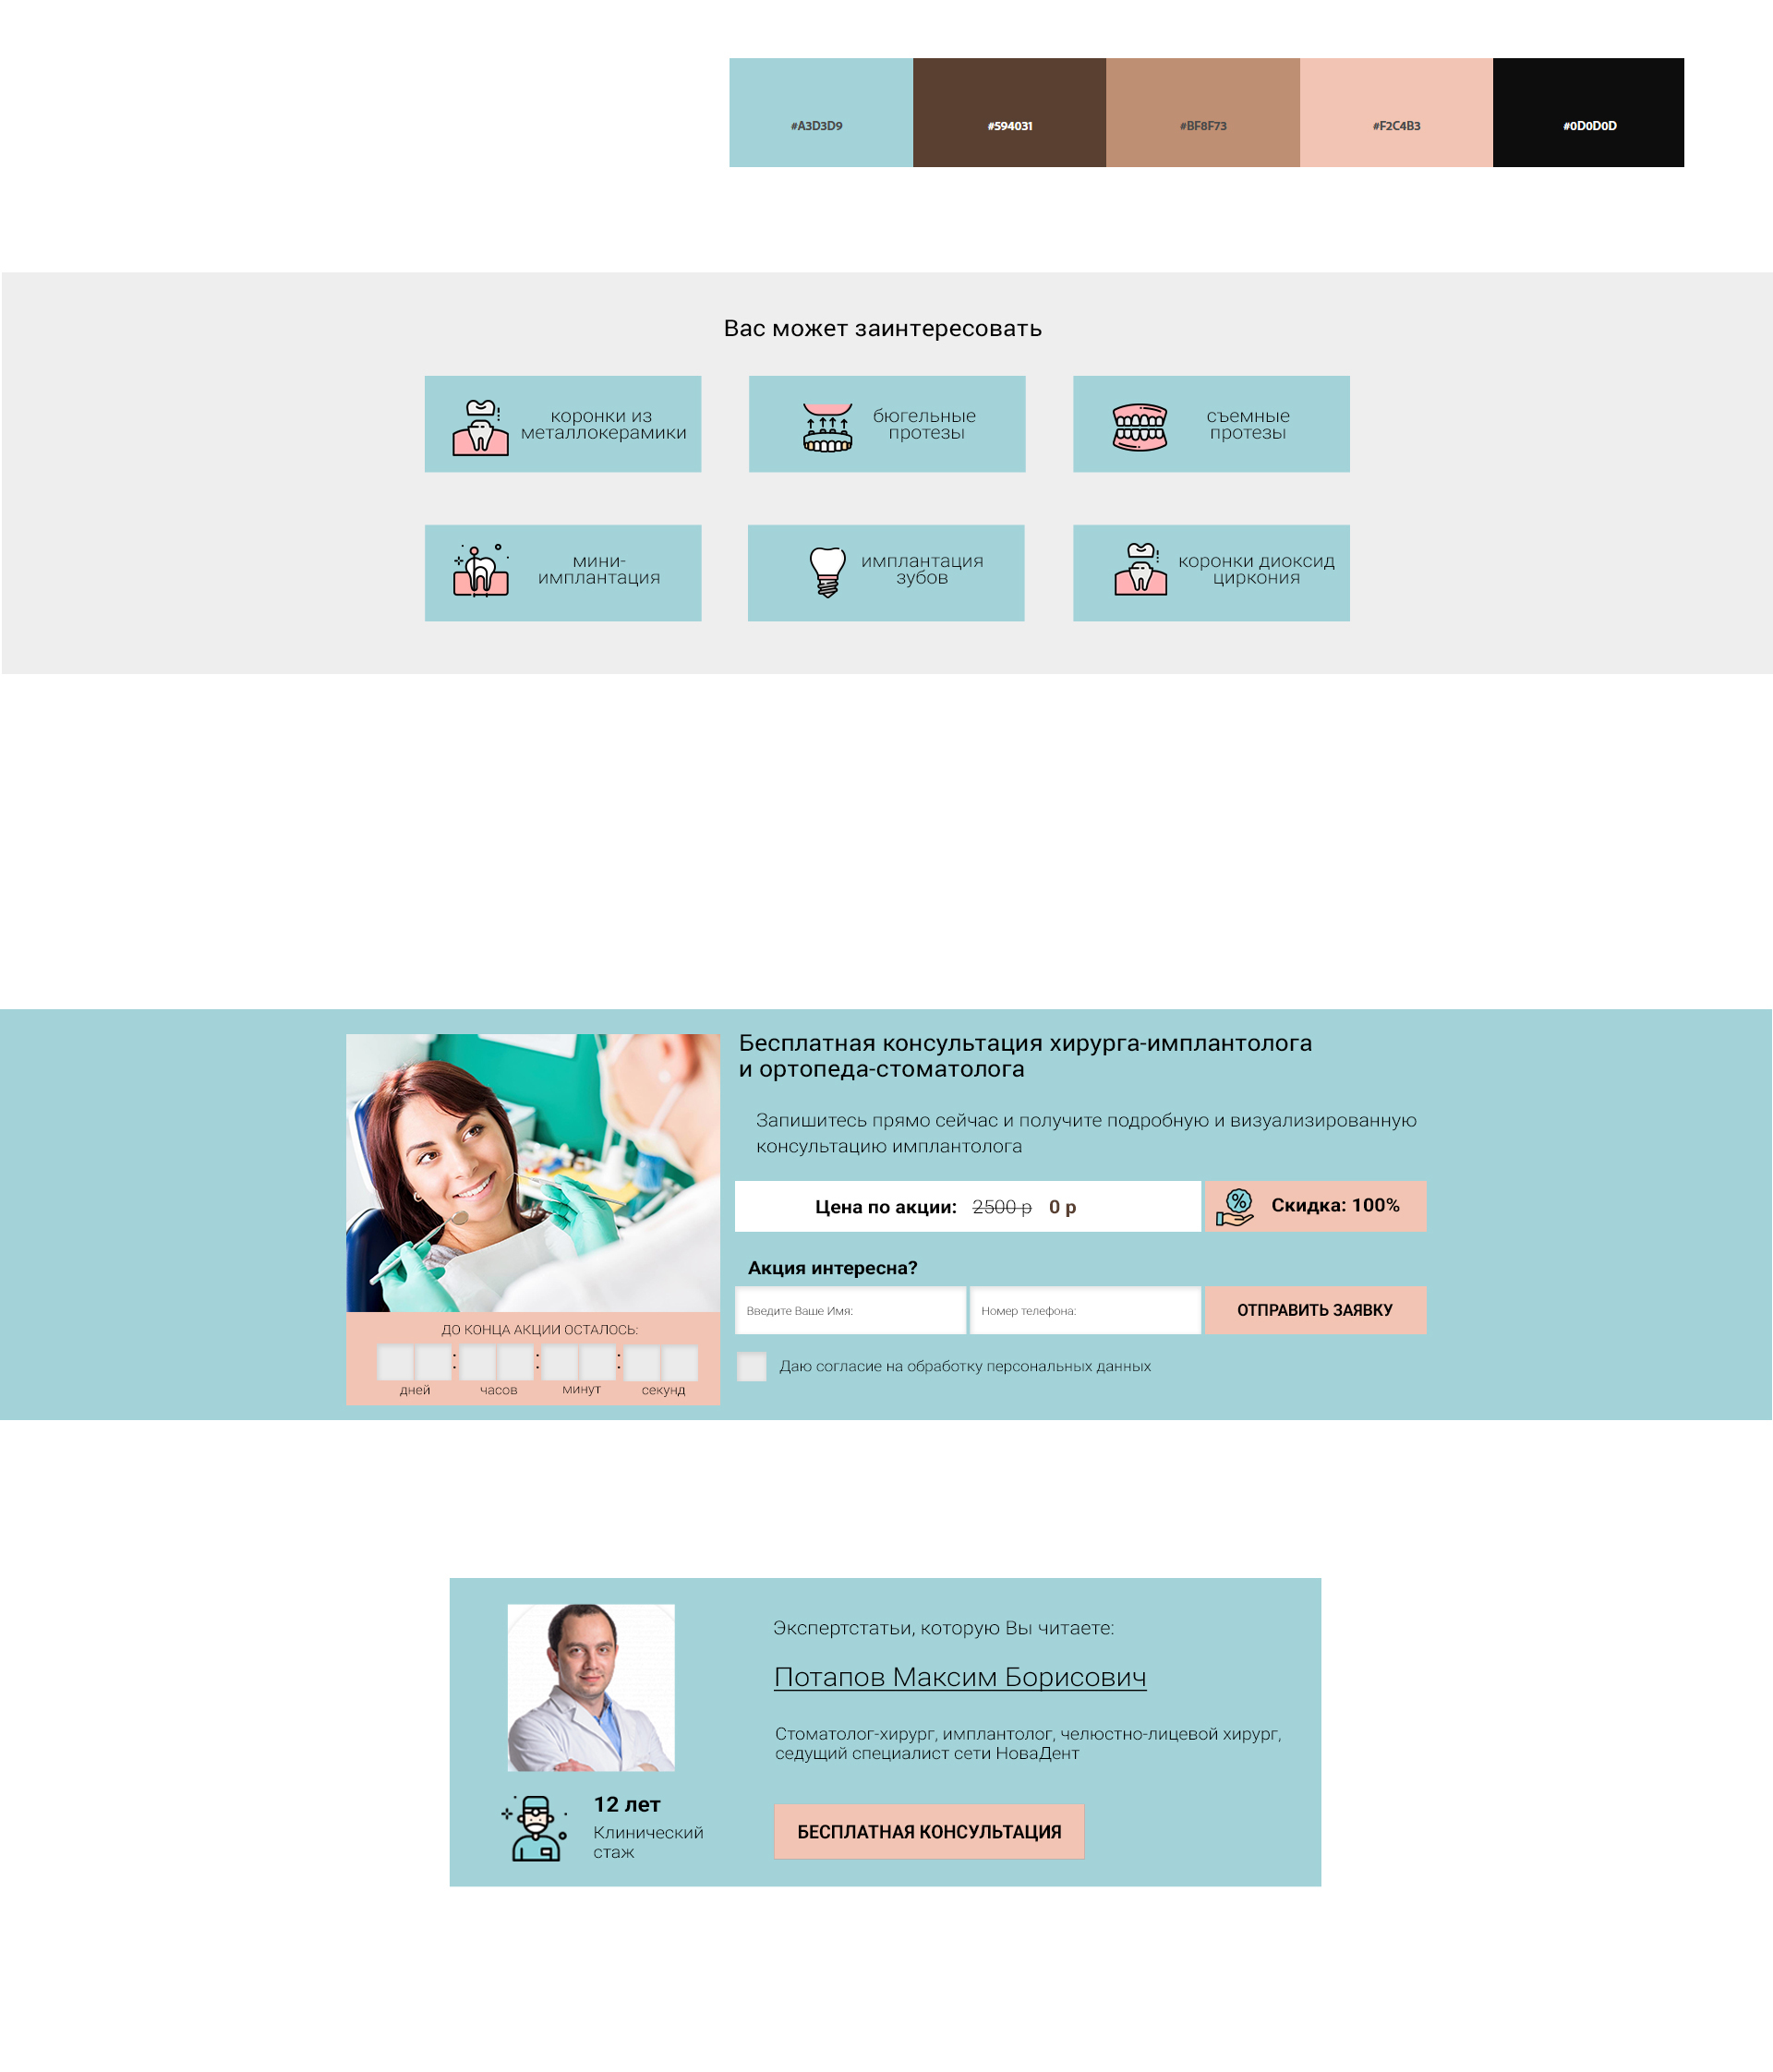 #A3D3D9
#594031
#BF8F73
#F2C4B3
#0D0D0D
Вас может заинтересовать
коронки из
металлокерамики
бюгельные
протезы
съемные
протезы
мини-
имплантация
имплантация
зубов
коронки диоксид
циркония
Бесплатная консультация хирурга-имплантолога
и ортопеда-стоматолога
Запишитесь прямо сейчас и получите подробную и визуализированную
консультацию имплантолога
Цена по акции: 2500 р 0 р
% Скидка: 100%
Акция интересна?
Введите Ваше Имя:
Номер телефона:
ОТПРАВИТЬ ЗАЯВКУ
Даю согласие на обработку персональных данных
ДО КОНЦА АКЦИИ ОСТАЛОСЬ:
: : :
дней часов минут секунд
Экспертстатьи, которую Вы читаете:
Потапов Максим Борисович
Стоматолог-хирург, имплантолог, челюстно-лицевой хирург,
седущий специалист сети НоваДент
12 лет
Клинический
стаж
БЕСПЛАТНАЯ КОНСУЛЬТАЦИЯ